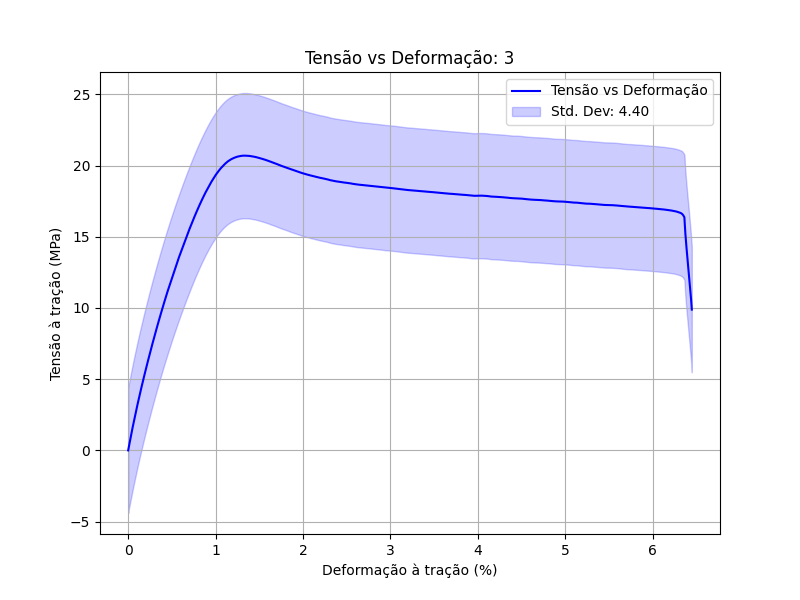 Tensão vs Deformação: 3
Tensão vs Deformação
Std. Dev: 4.40
Tensão à tração (MPa)
25
20
15
10
5
0
−5
0 1 2 3 4 5 6
Deformação à tração (%)